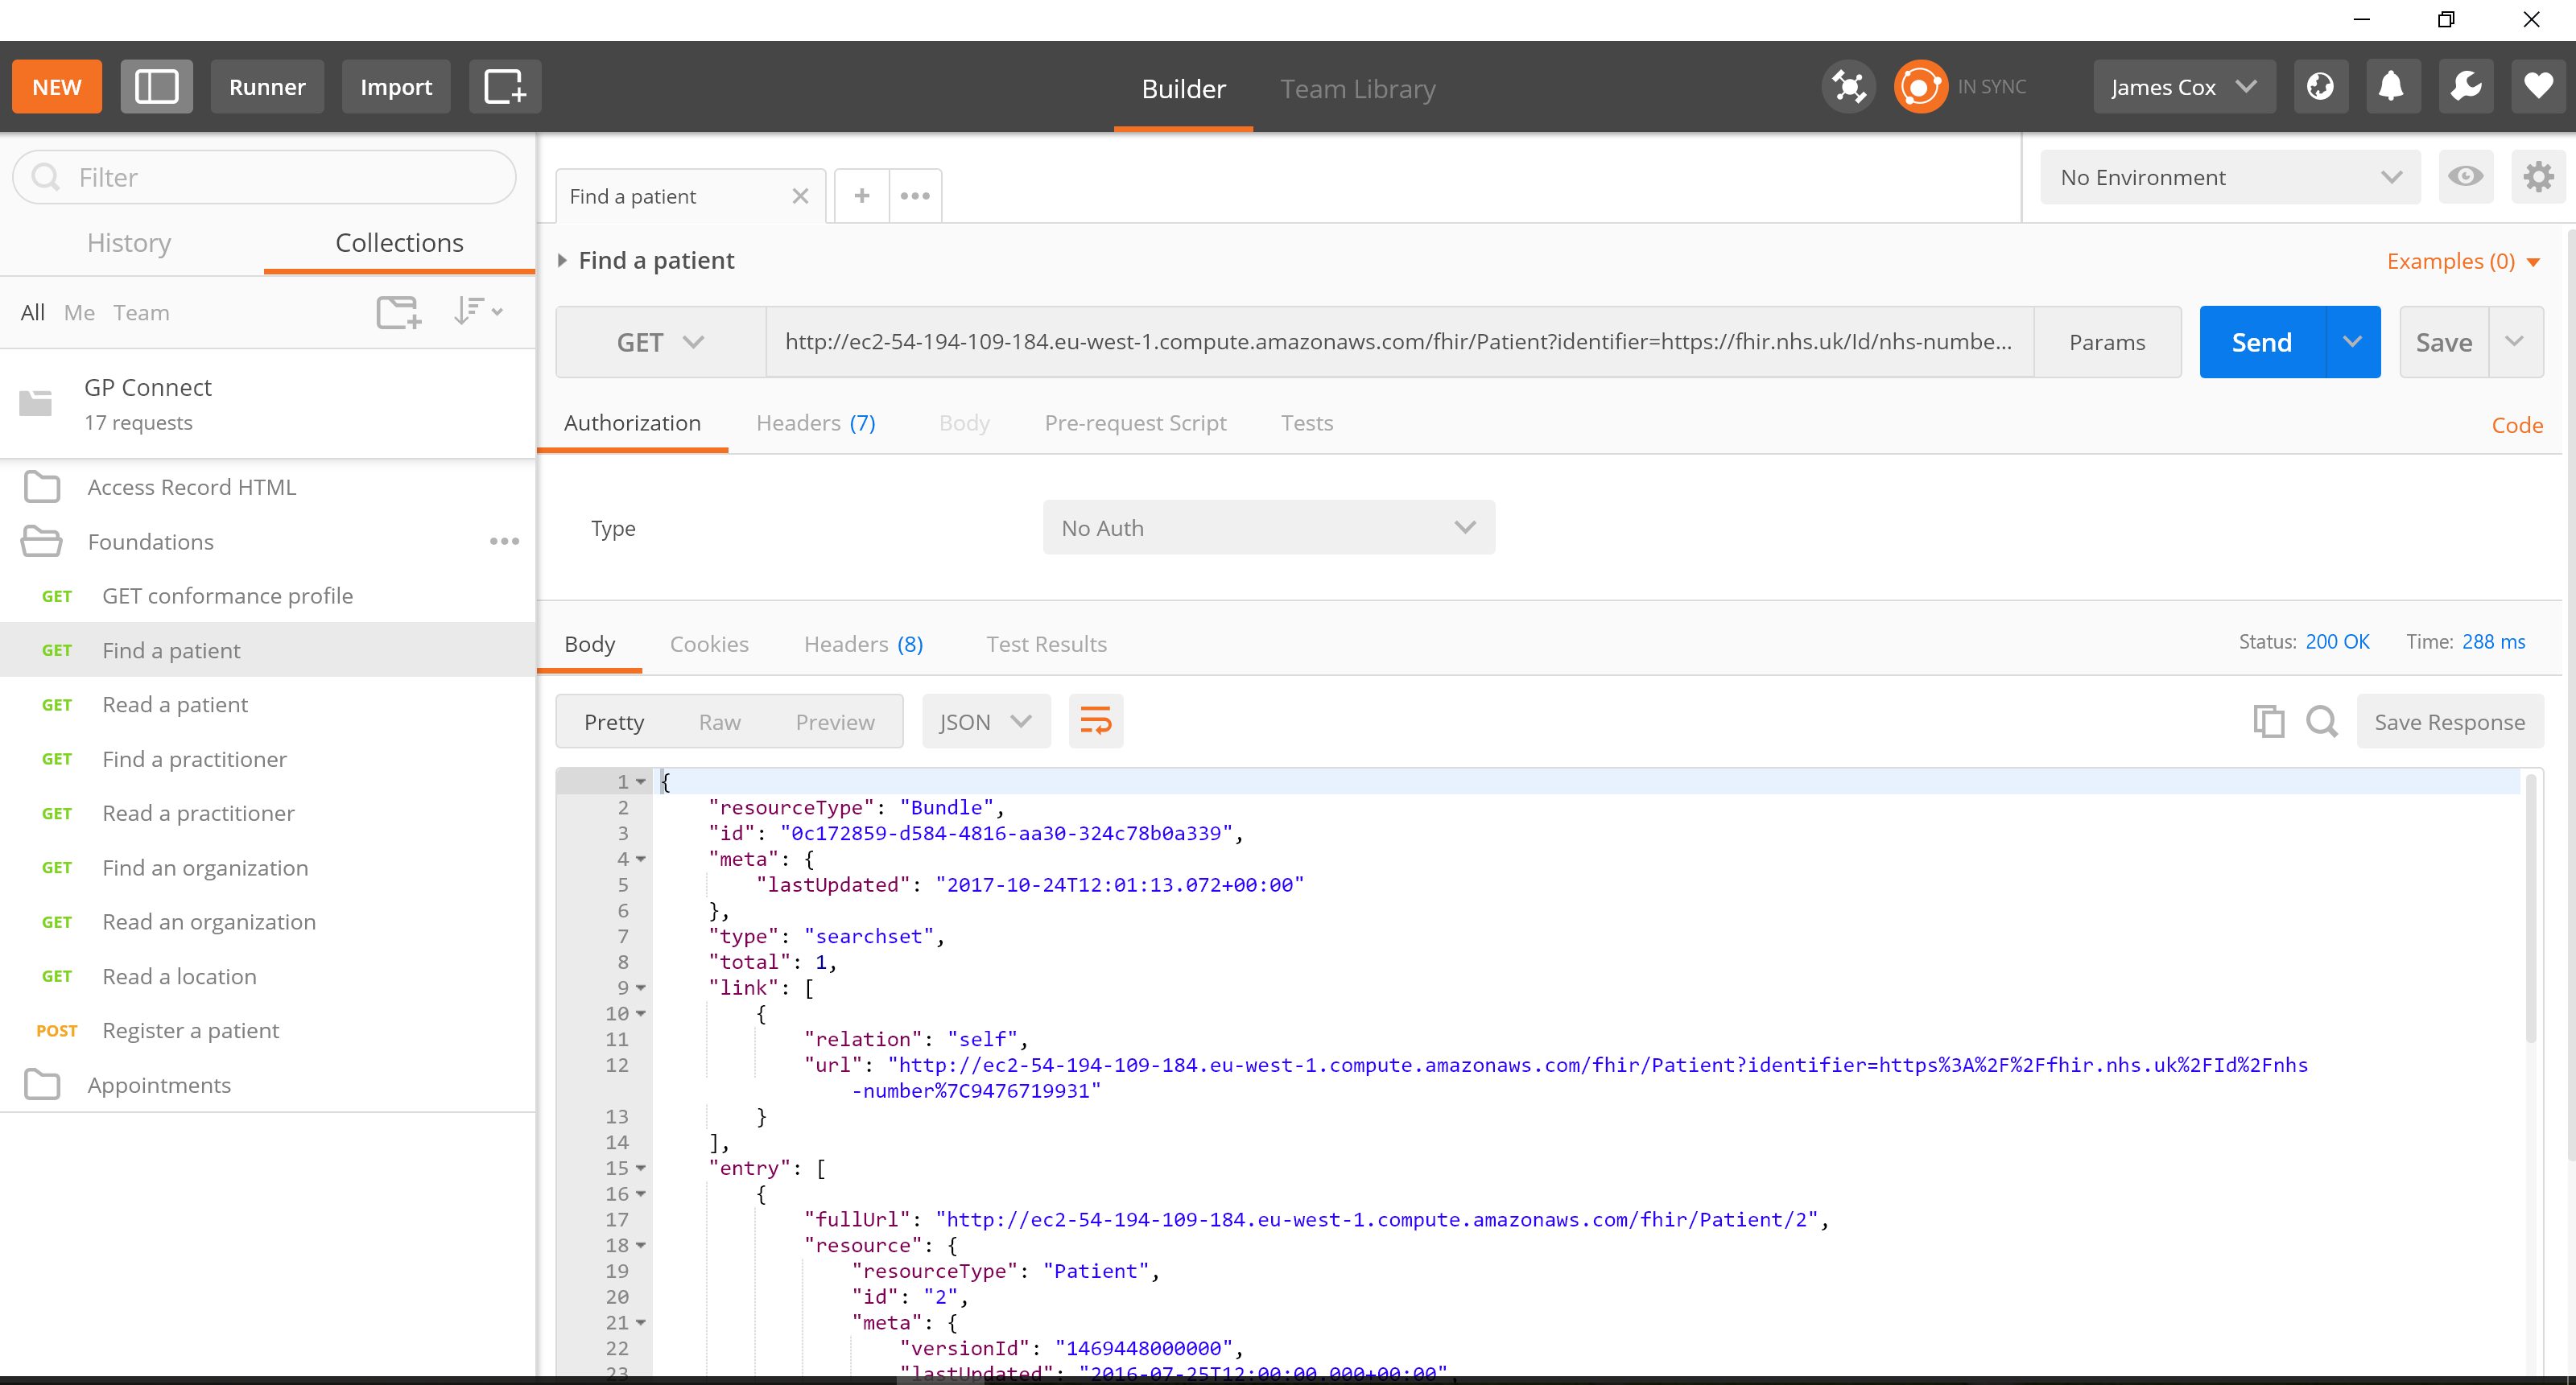 NEW
Runner
Import
Builder
Team Library
IN SYNC
James Cox
Filter
History
Collections
All Me Team
GP Connect
17 requests
Access Record HTML
Foundations
GET GET conformance profile
GET Find a patient
GET Read a patient
GET Find a practitioner
GET Read a practitioner
GET Find an organization
GET Read an organization
GET Read a location
POST Register a patient
Appointments
Find a patient
No Environment
Find a patient
Examples (0)
GET
http://ec2-54-194-109-184.eu-west-1.compute.amazonaws.com/fhir/Patient?identifier=https://fhir.nhs.uk/Id/nhs-numbe...
Params
Send
Save
Authorization
Headers (7)
Body
Pre-request Script
Tests
Code
Type
No Auth
Body
Cookies
Headers (8)
Test Results
Status: 200 OK
Time: 288 ms
Pretty
Raw
Preview
JSON
Save Response
1 {
2 "resourceType": "Bundle",
3 "id": "0c172859-d584-4816-aa30-324c78b0a339",
4 "meta": {
5 "lastUpdated": "2017-10-24T12:01:13.072+00:00"
6 },
7 "type": "searchset",
8 "total": 1,
9 "link": [
10 {
11 "relation": "self",
12 "url": "http://ec2-54-194-109-184.eu-west-1.compute.amazonaws.com/fhir/Patient?identifier=https%3A%2F%2Ffhir.nhs.uk%2FId%2Fnhs
-number%7C9476719931"
13 }
14 ],
15 "entry": [
16 {
17 "fullUrl": "http://ec2-54-194-109-184.eu-west-1.compute.amazonaws.com/fhir/Patient/2",
18 "resource": {
19 "resourceType": "Patient",
20 "id": "2",
21 "meta": {
22 "versionId": "1469448000000",
23 "lastUpdated": "2016-07-25T12:00:00.000+00:00",